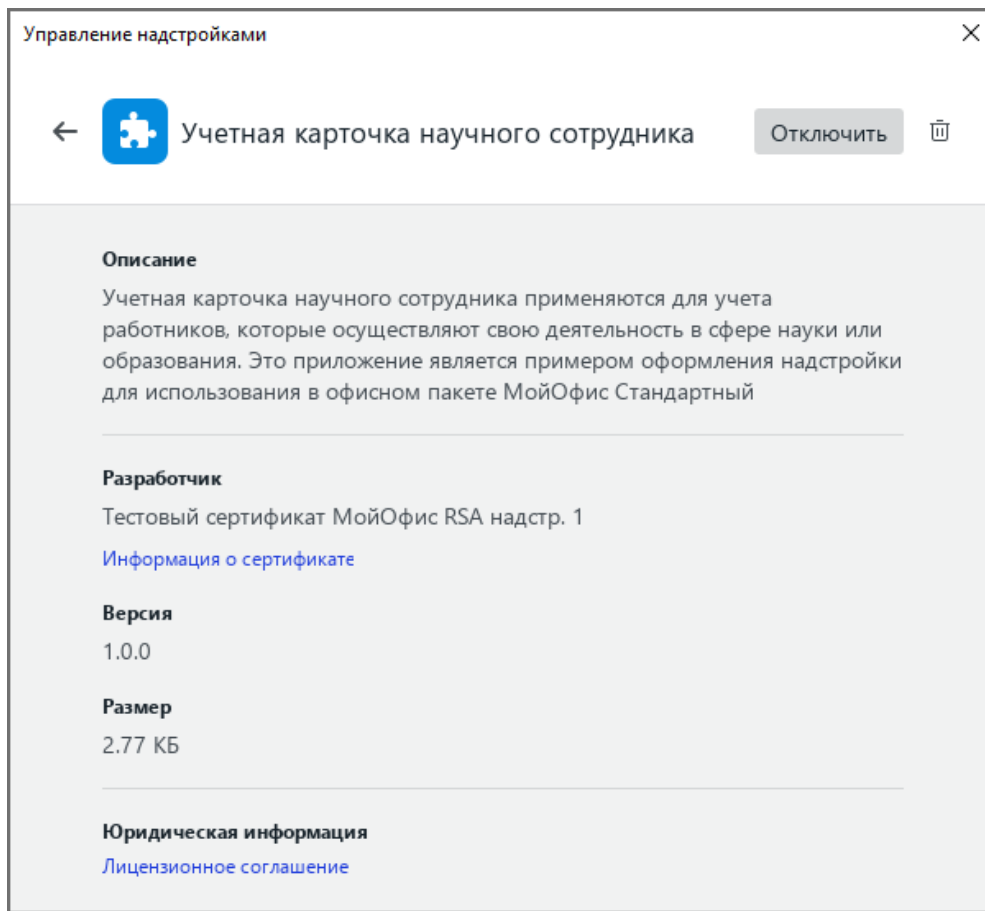 Управление надстройками
Учетная карточка научного сотрудника
Отключить
Описание
Учетная карточка научного сотрудника применяются для учета
работников, которые осуществляют свою деятельность в сфере науки или
образования. Это приложение является примером оформления надстройки
для использования в офисном пакете МойОфис Стандартный
Разработчик
Тестовый сертификат МойОфис RSA надстр. 1
Информация о сертификате
Версия
1.0.0
Размер
2.77 КБ
Юридическая информация
Лицензионное соглашение